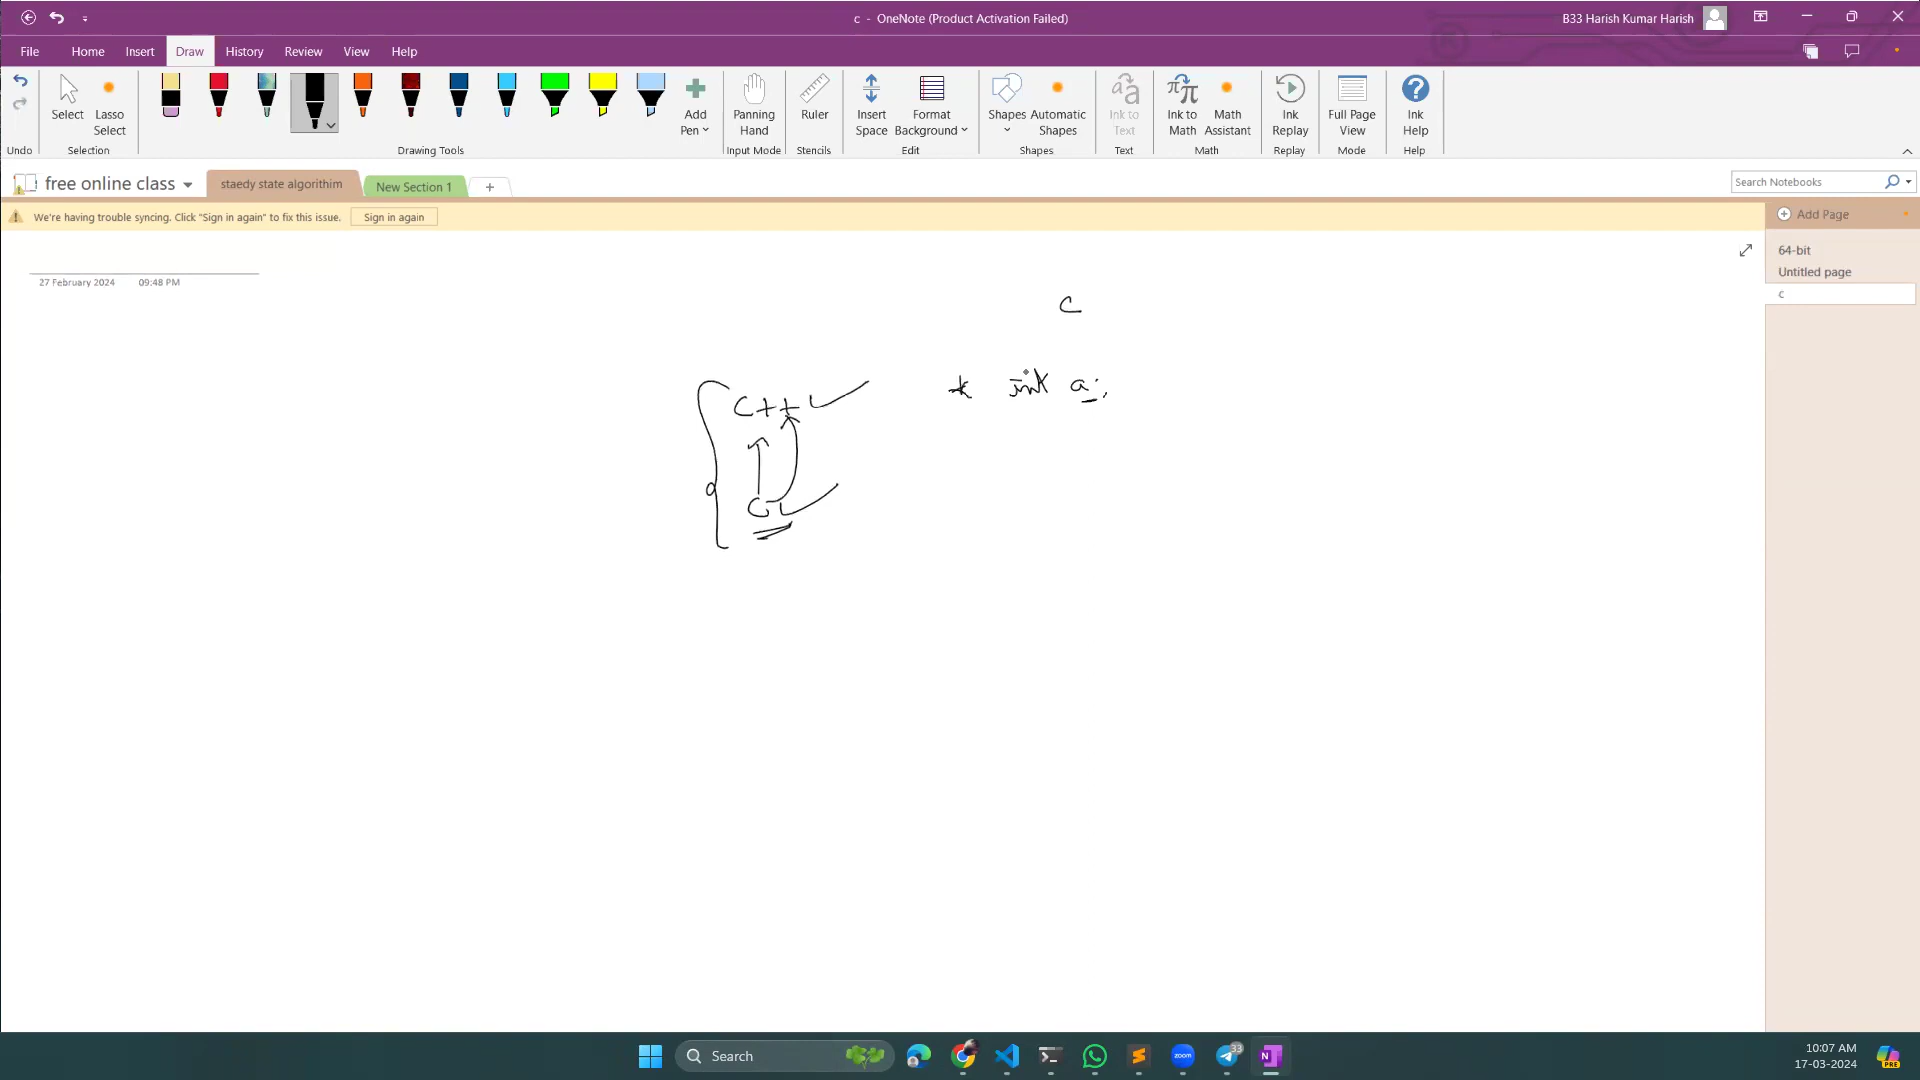 c - OneNote (Product Activation Failed)
B33 Harish Kumar Harish
File Home Insert Draw History Review View Help
Select
Lasso Select
Add Pen
Panning Hand
Ruler
Insert Space
Format Background
Shapes
Automatic Shapes
Ink to Text
Ink to Math
Math Assistant
Ink Replay
Full Page View
Ink Help
Undo Selection Drawing Tools Input Mode Stencils Edit Shapes Text Math Replay Mode Help
free online class staedy state algorithim New Section 1 +
Search Notebooks
We're having trouble syncing. Click "Sign in again" to fix this issue. Sign in again
Add Page
64-bit
Untitled page
c
27 February 2024 09:48 PM
C
* int a;
C++
C
Search
zoom
33
PRE
10:07 AM
17-03-2024